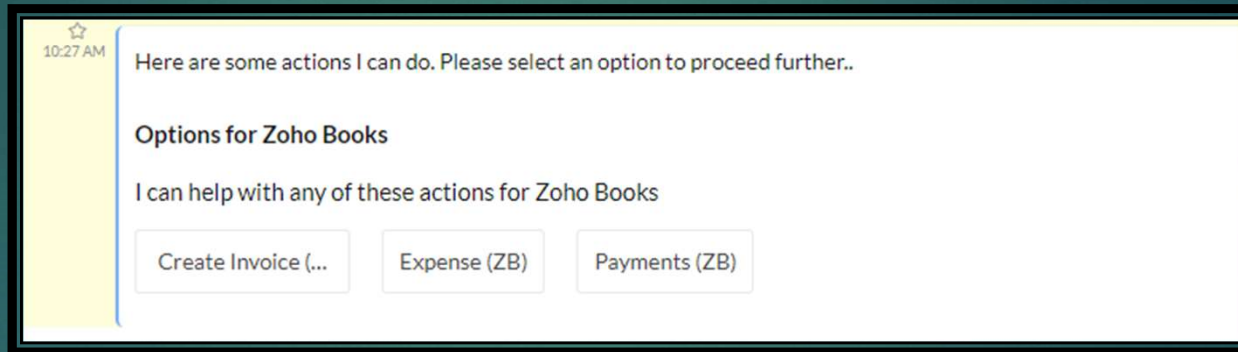 10:27 AM
Here are some actions I can do. Please select an option to proceed further..
Options for Zoho Books
I can help with any of these actions for Zoho Books
Create Invoice (... Expense (ZB) Payments (ZB)